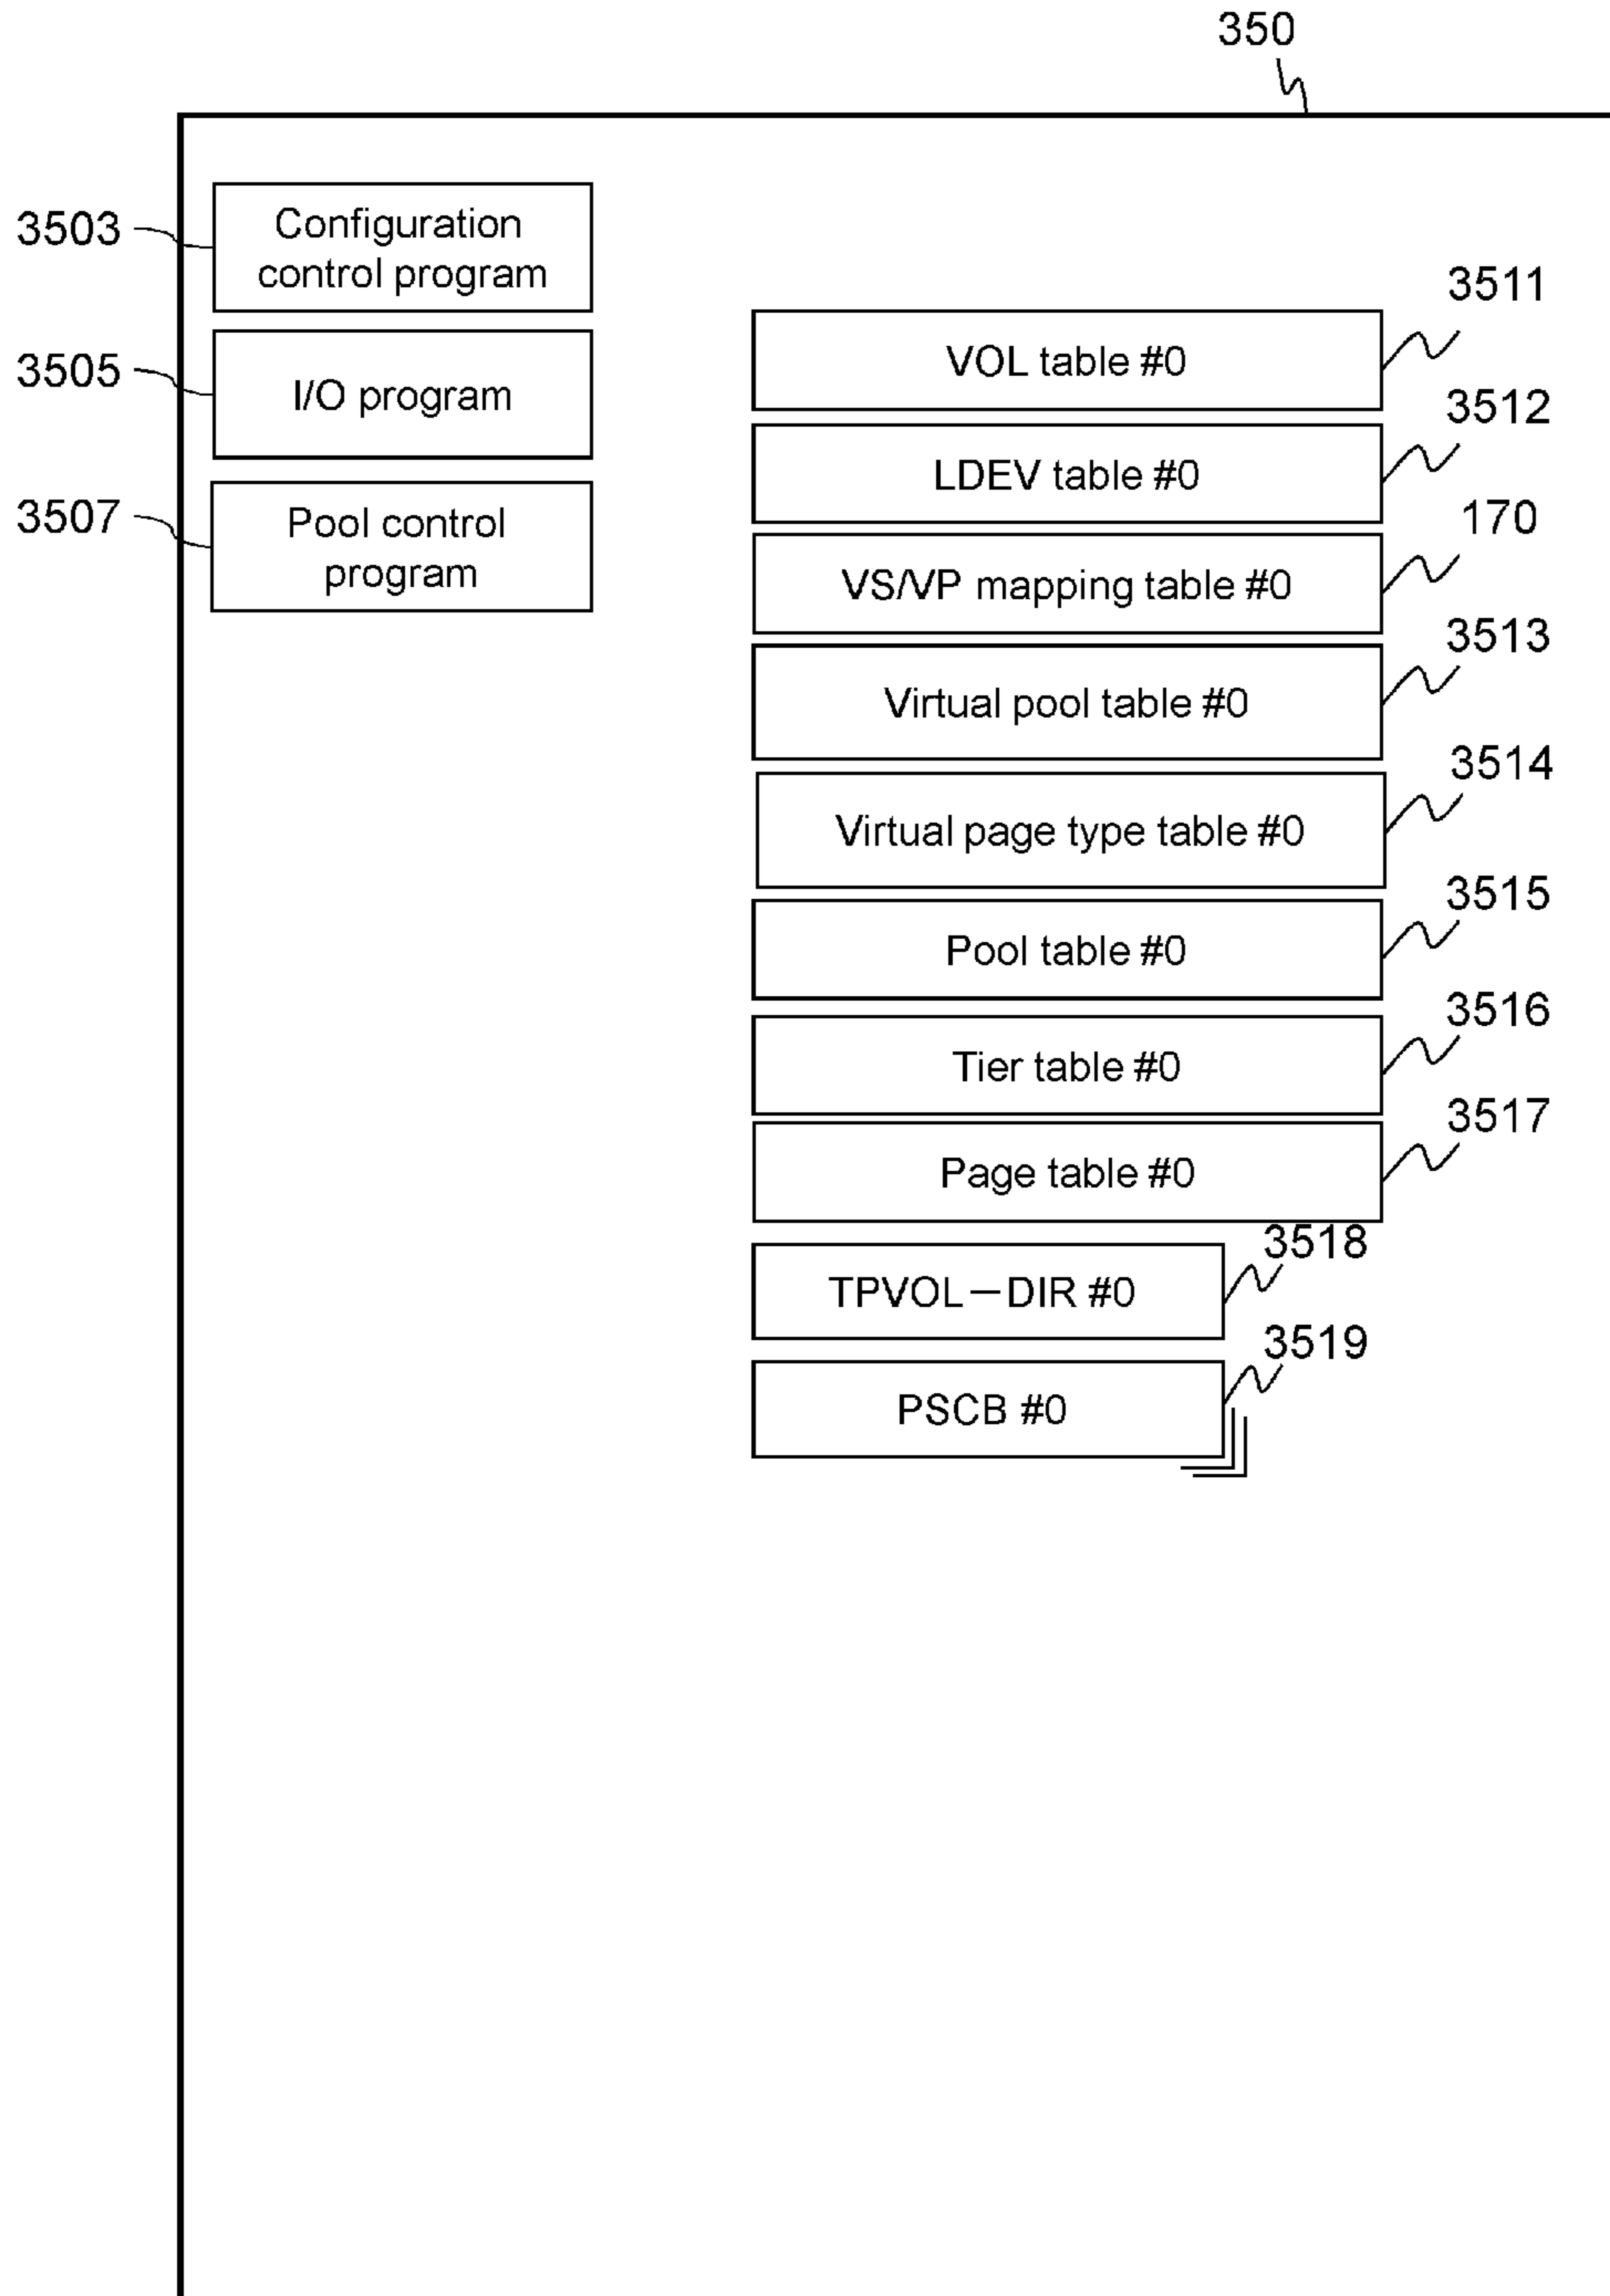 350
3503
Configuration
control program
3505
I/O program
3507
Pool control
program
3511
VOL table #0
3512
LDEV table #0
170
VS/VP mapping table #0
3513
Virtual pool table #0
3514
Virtual page type table #0
3515
Pool table #0
3516
Tier table #0
3517
Page table #0
3518
TPVOL－DIR #0
3519
PSCB #0